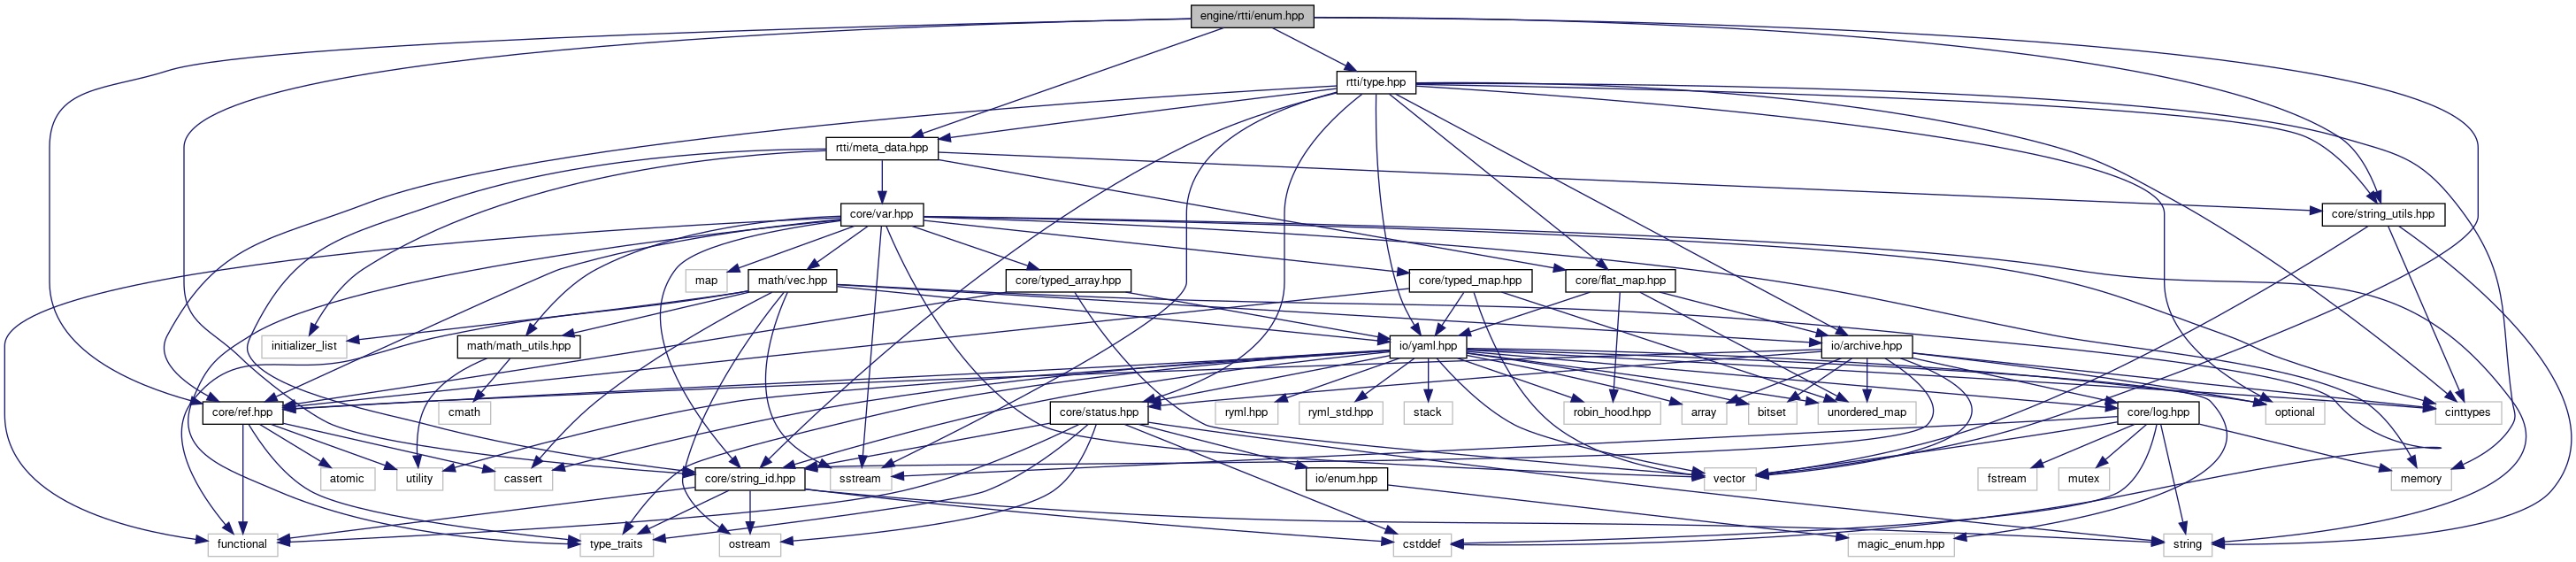 engine/rtti/enum.hpp
rtti/type.hpp
rtti/meta_data.hpp
core/var.hpp
core/string_utils.hpp
map
math/vec.hpp
core/typed_array.hpp
core/typed_map.hpp
core/flat_map.hpp
initializer_list
math/math_utils.hpp
io/yaml.hpp
io/archive.hpp
core/ref.hpp
cmath
core/status.hpp
ryml.hpp
ryml_std.hpp
stack
robin_hood.hpp
array
bitset
unordered_map
core/log.hpp
optional
cinttypes
atomic
utility
cassert
core/string_id.hpp
sstream
io/enum.hpp
vector
fstream
mutex
memory
functional
type_traits
ostream
cstddef
magic_enum.hpp
string